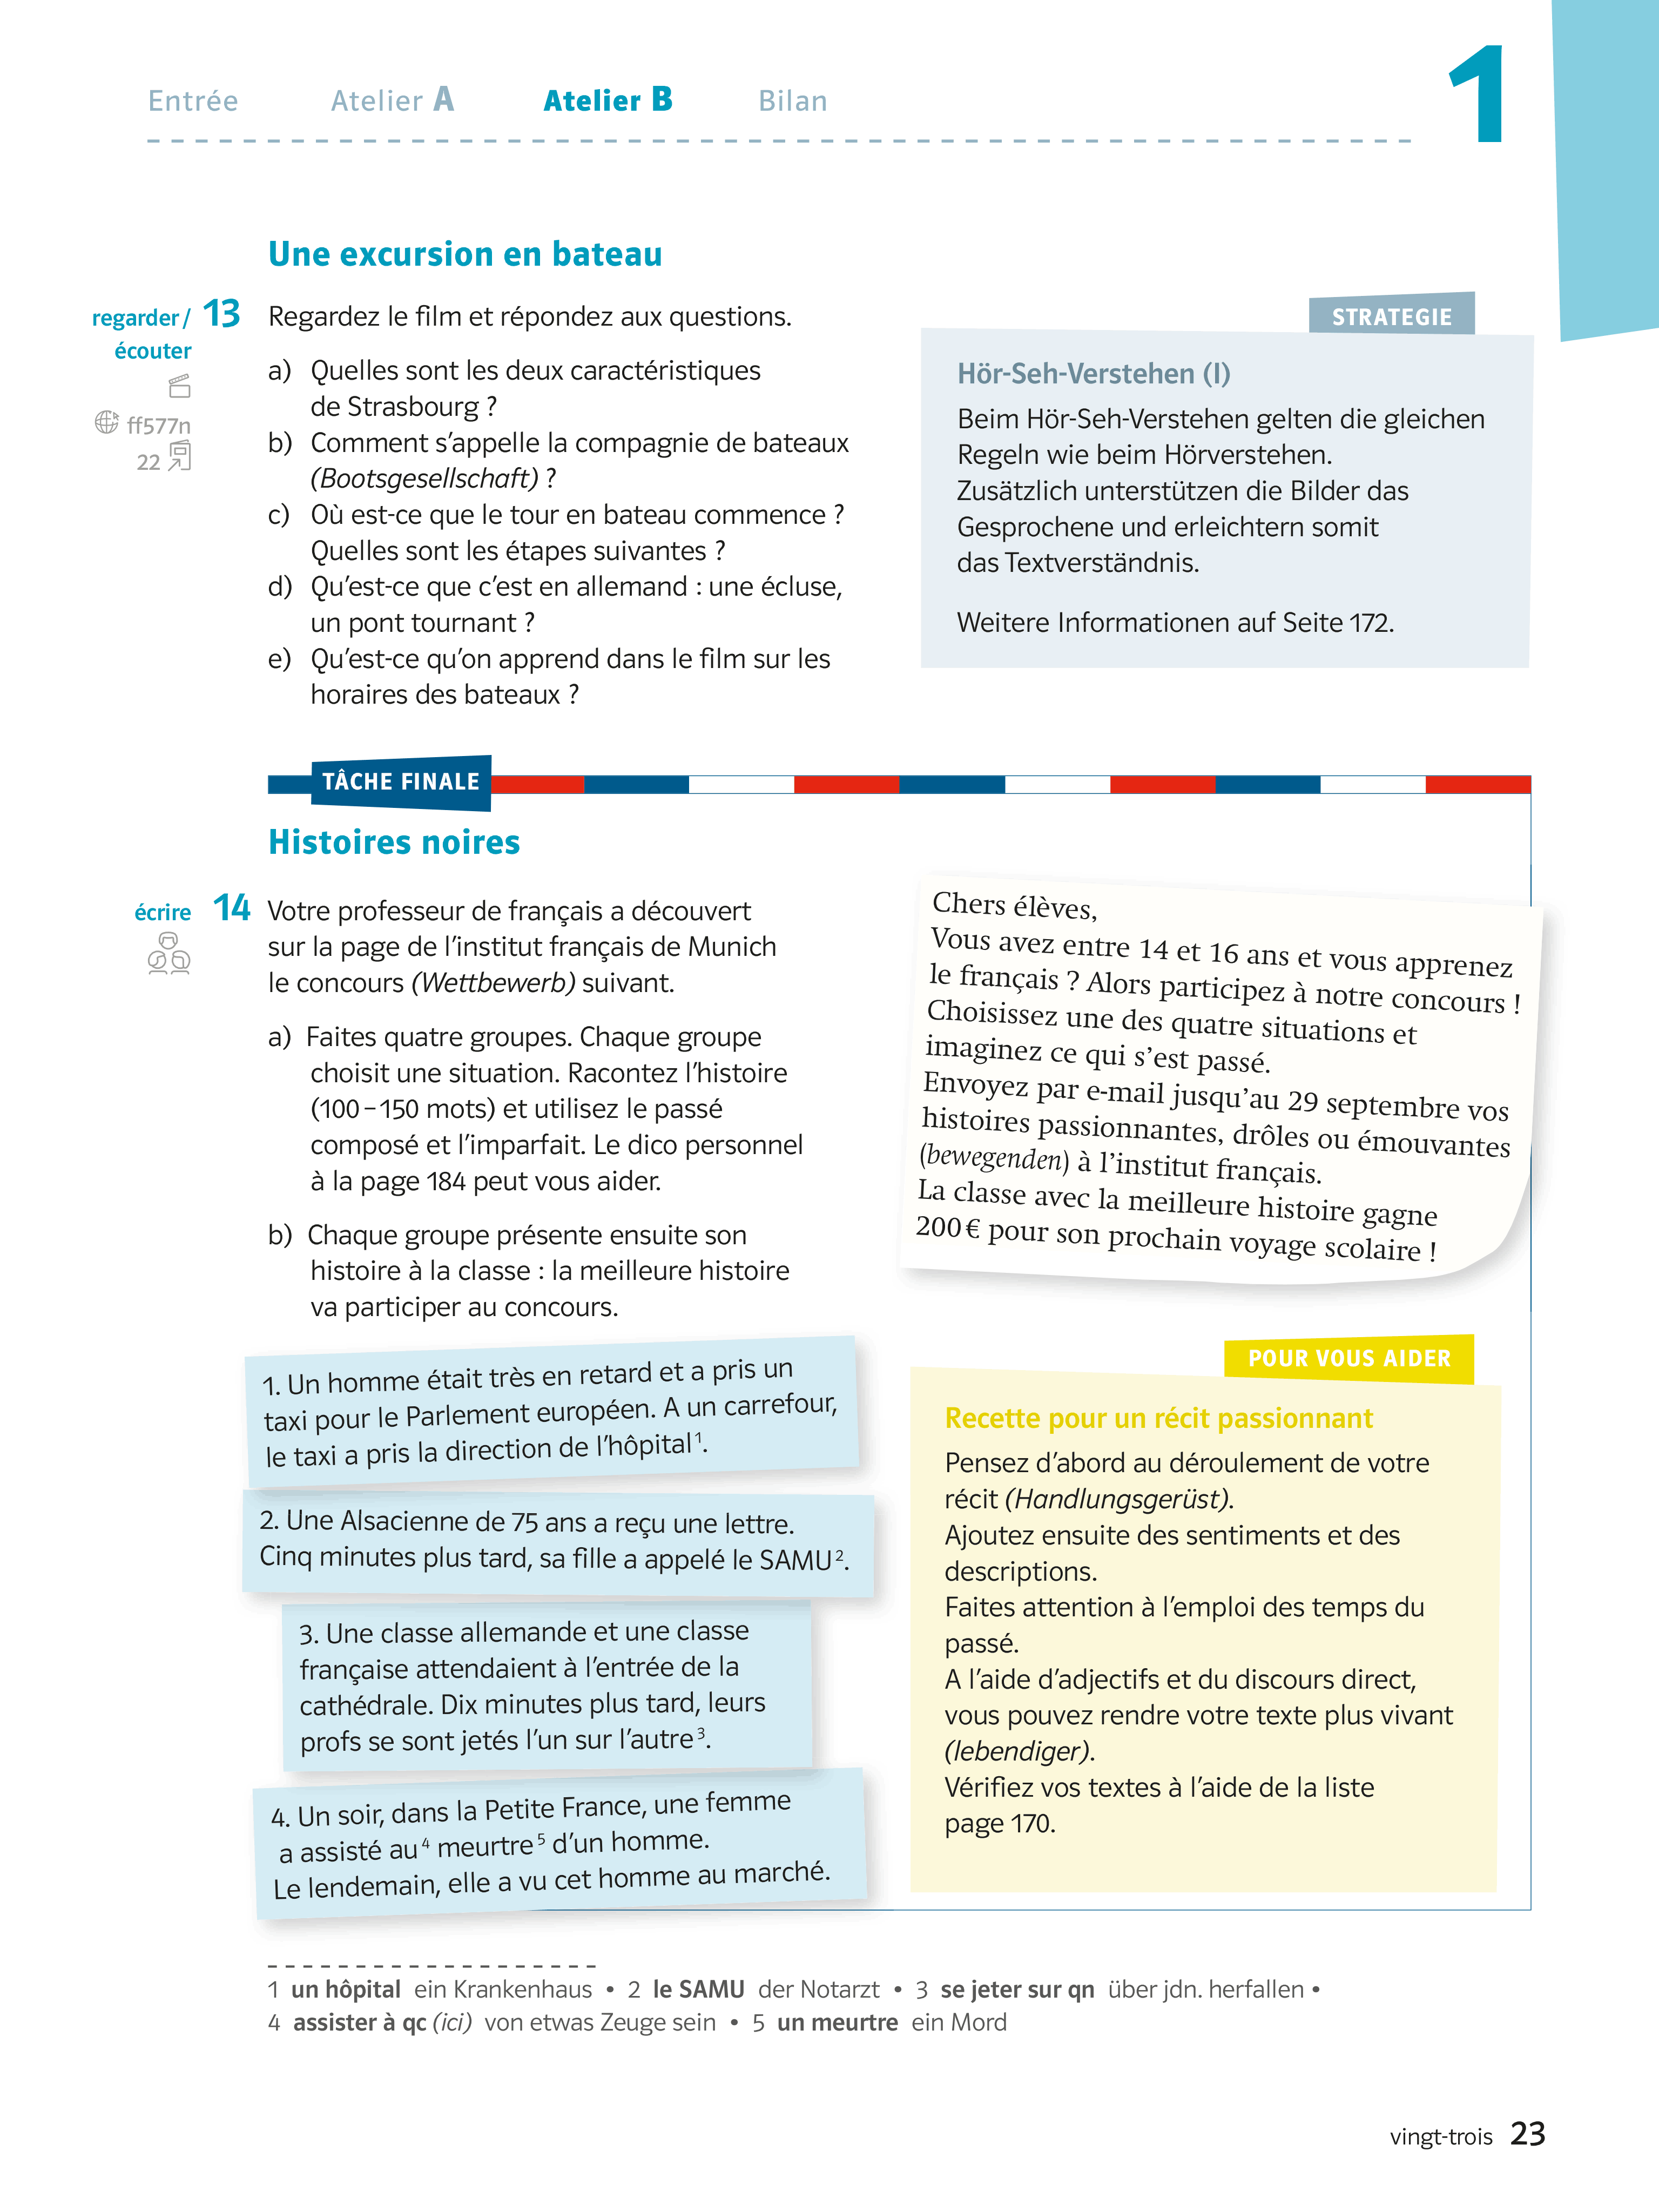 Entrée Atelier A Atelier B Bilan
1
Une excursion en bateau
regarder / écouter
ff577n
22
13 Regardez le film et répondez aux questions.
a) Quelles sont les deux caractéristiques
de Strasbourg ?
b) Comment s'appelle la compagnie de bateaux
(Bootsgesellschaft) ?
c) Où est-ce que le tour en bateau commence ?
Quelles sont les étapes suivantes ?
d) Qu'est-ce que c'est en allemand : une écluse,
un pont tournant ?
e) Qu'est-ce qu'on apprend dans le film sur les
horaires des bateaux ?
STRATEGIE
Hör-Seh-Verstehen (I)
Beim Hör-Seh-Verstehen gelten die gleichen
Regeln wie beim Hörverstehen.
Zusätzlich unterstützen die Bilder das
Gesprochene und erleichtern somit
das Textverständnis.
Weitere Informationen auf Seite 172.
TÂCHE FINALE
Histoires noires
écrire
14 Votre professeur de français a découvert
sur la page de l'institut français de Munich
le concours (Wettbewerb) suivant.
a) Faites quatre groupes. Chaque groupe
choisit une situation. Racontez l'histoire
(100 – 150 mots) et utilisez le passé
composé et l'imparfait. Le dico personnel
à la page 184 peut vous aider.
b) Chaque groupe présente ensuite son
histoire à la classe : la meilleure histoire
va participer au concours.
Chers élèves,
Vous avez entre 14 et 16 ans et vous apprenez
le français ? Alors participez à notre concours !
Choisissez une des quatre situations et
imaginez ce qui s'est passé.
Envoyez par e-mail jusqu'au 29 septembre vos
histoires passionnantes, drôles ou émouvantes
(bewegenden) à l'institut français.
La classe avec la meilleure histoire gagne
200 € pour son prochain voyage scolaire !
1. Un homme était très en retard et a pris un
taxi pour le Parlement européen. A un carrefour,
le taxi a pris la direction de l'hôpital¹.
2. Une Alsacienne de 75 ans a reçu une lettre.
Cinq minutes plus tard, sa fille a appelé le SAMU².
3. Une classe allemande et une classe
française attendaient à l'entrée de la
cathédrale. Dix minutes plus tard, leurs
profs se sont jetés l'un sur l'autre³.
4. Un soir, dans la Petite France, une femme
a assisté au⁴ meurtre⁵ d'un homme.
Le lendemain, elle a vu cet homme au marché.
POUR VOUS AIDER
Recette pour un récit passionnant
Pensez d'abord au déroulement de votre
récit (Handlungsgerüst).
Ajoutez ensuite des sentiments et des
descriptions.
Faites attention à l'emploi des temps du
passé.
A l'aide d'adjectifs et du discours direct,
vous pouvez rendre votre texte plus vivant
(lebendiger).
Vérifiez vos textes à l'aide de la liste
page 170.
1 un hôpital ein Krankenhaus • 2 le SAMU der Notarzt • 3 se jeter sur qn über jdn. herfallen •
4 assister à qc (ici) von etwas Zeuge sein • 5 un meurtre ein Mord
vingt-trois 23